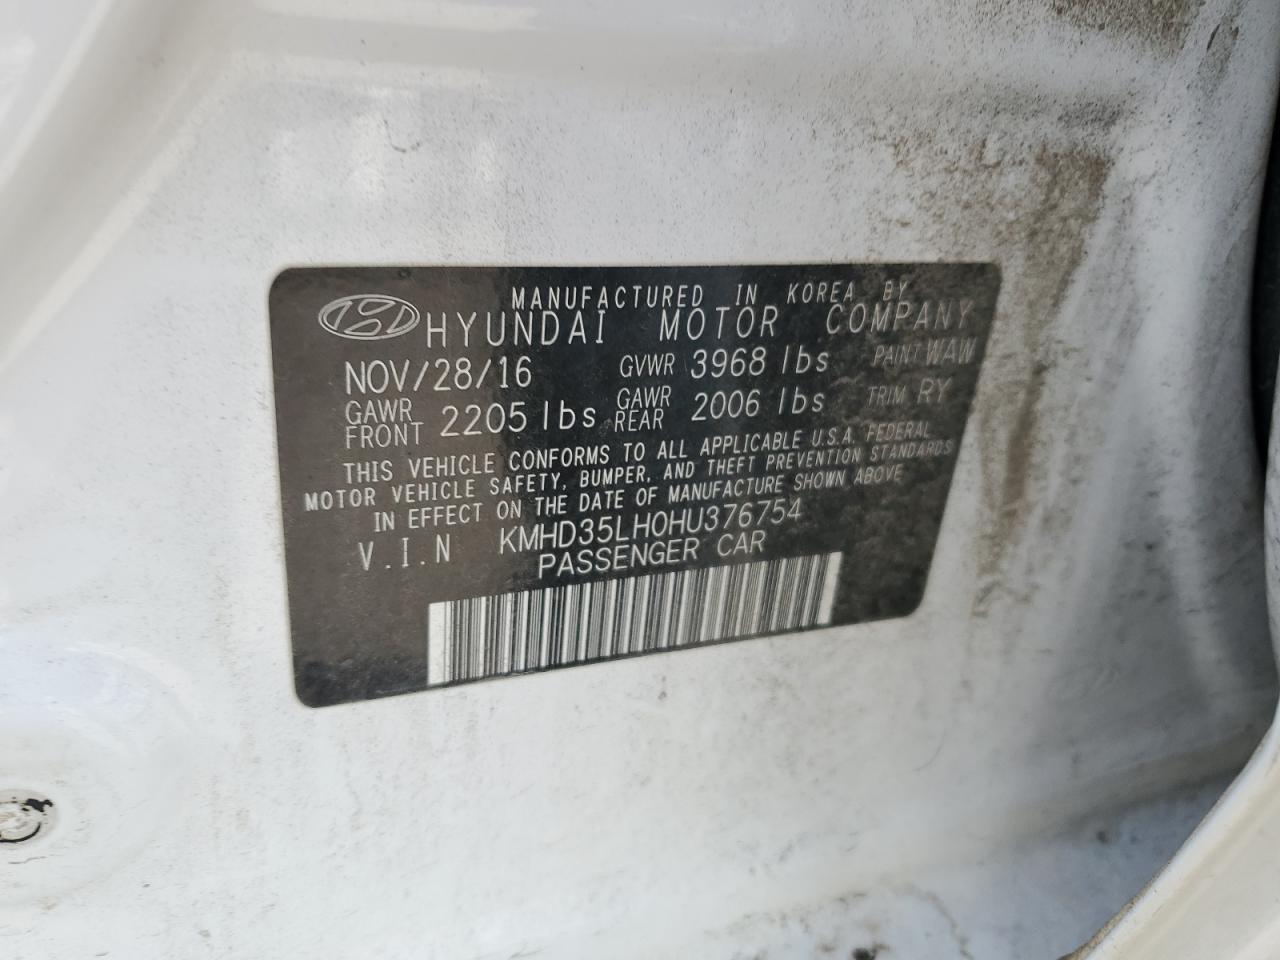 MANUFACTURED IN KOREA BY
HYUNDAI MOTOR COMPANY
NOV/28/16 GVWR 3968 lbs PAINT WAW
GAWR FRONT 2205 lbs GAWR REAR 2006 lbs TRIM RY
THIS VEHICLE CONFORMS TO ALL APPLICABLE U.S.A. FEDERAL
MOTOR VEHICLE SAFETY, BUMPER, AND THEFT PREVENTION STANDARDS
IN EFFECT ON THE DATE OF MANUFACTURE SHOWN ABOVE
V.I.N KMHD35LH0HU376754
PASSENGER CAR